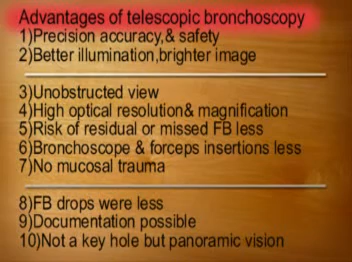 Advantages of telescopic bronchoscopy
1)Precision accuracy,& safety
2)Better illumination,brighter image
3)Unobstructed view
4)High optical resolution& magnification
5)Risk of residual or missed FB less
6)Bronchoscope & forceps insertions less
7)No mucosal trauma
8)FB drops were less
9)Documentation possible
10)Not a key hole but panoramic vision